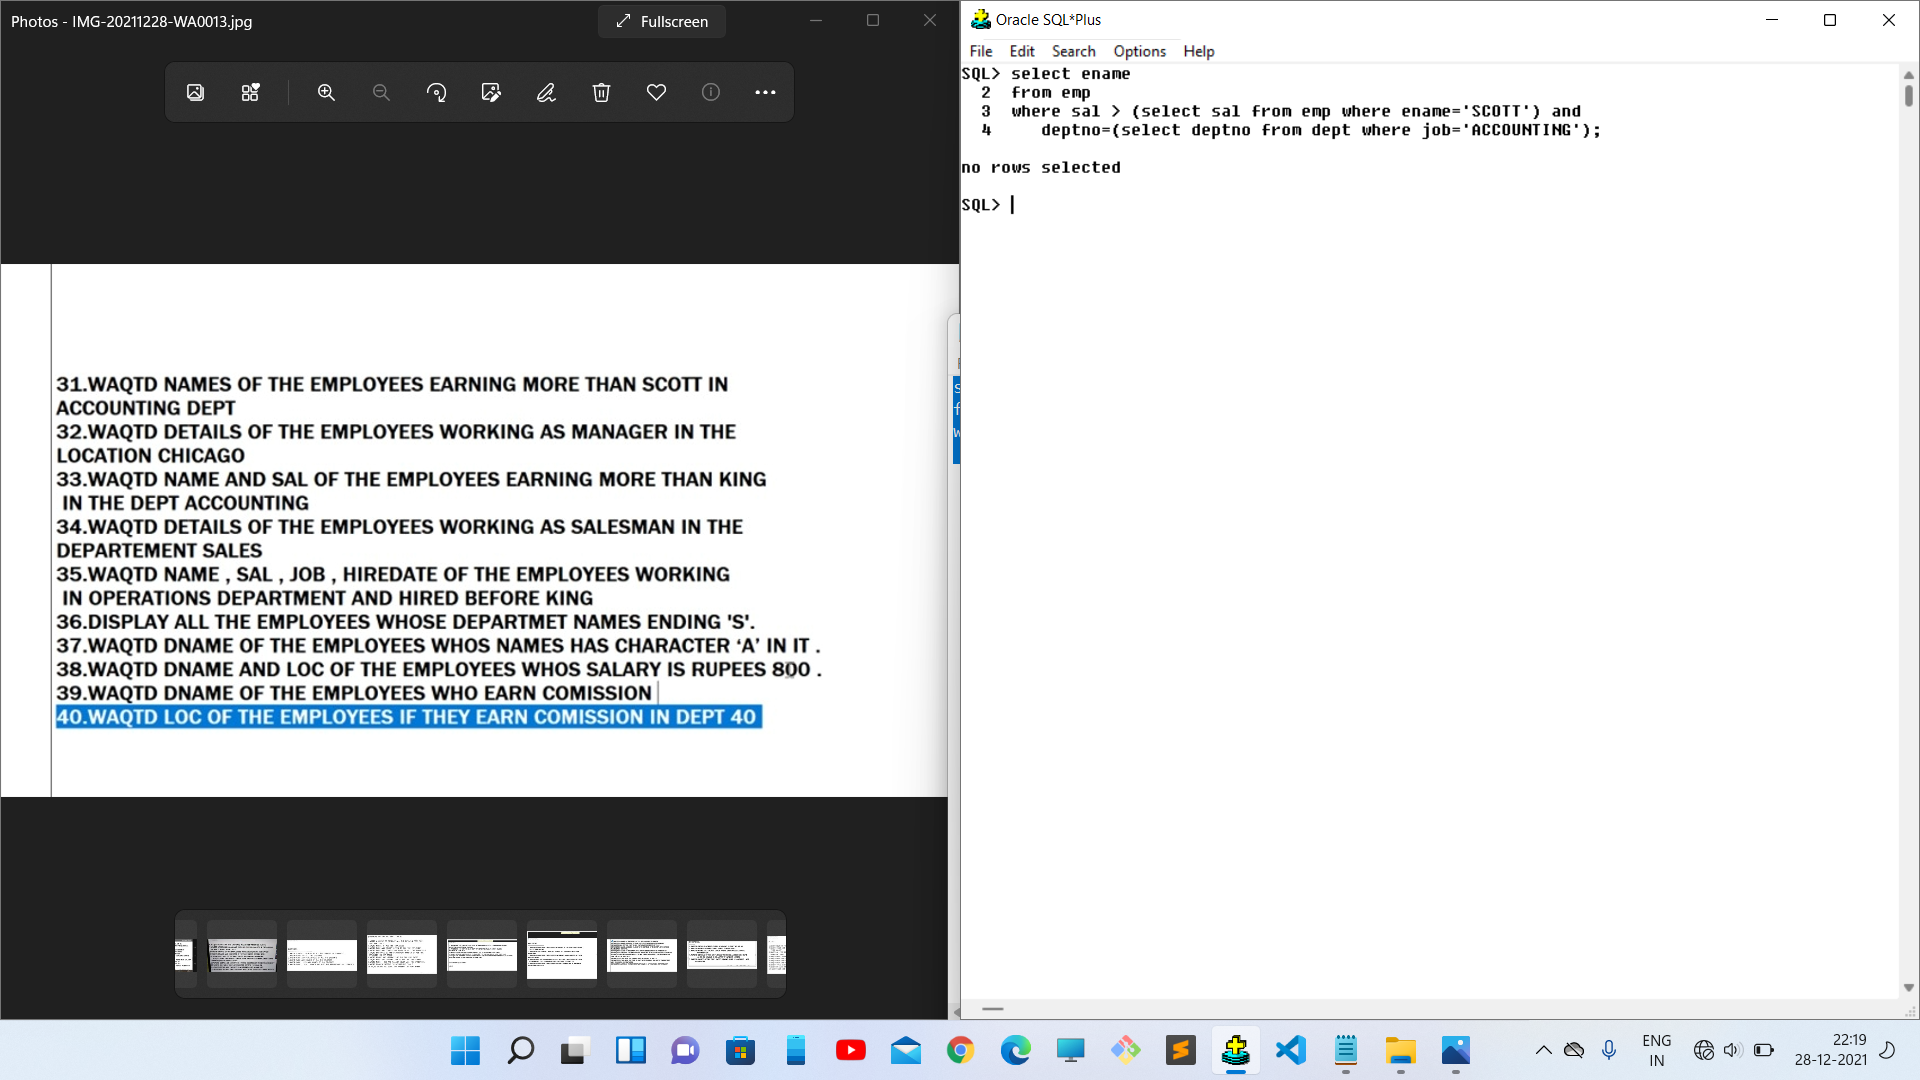 Photos - IMG-20211228-WA0013.jpg
Fullscreen
31.WAQTD NAMES OF THE EMPLOYEES EARNING MORE THAN SCOTT IN
ACCOUNTING DEPT
32.WAQTD DETAILS OF THE EMPLOYEES WORKING AS MANAGER IN THE
LOCATION CHICAGO
33.WAQTD NAME AND SAL OF THE EMPLOYEES EARNING MORE THAN KING
IN THE DEPT ACCOUNTING
34.WAQTD DETAILS OF THE EMPLOYEES WORKING AS SALESMAN IN THE
DEPARTEMENT SALES
35.WAQTD NAME , SAL , JOB , HIREDATE OF THE EMPLOYEES WORKING
IN OPERATIONS DEPARTMENT AND HIRED BEFORE KING
36.DISPLAY ALL THE EMPLOYEES WHOSE DEPARTMET NAMES ENDING 'S'.
37.WAQTD DNAME OF THE EMPLOYEES WHOS NAMES HAS CHARACTER ‘A’ IN IT .
38.WAQTD DNAME AND LOC OF THE EMPLOYEES WHOS SALARY IS RUPEES 800 .
39.WAQTD DNAME OF THE EMPLOYEES WHO EARN COMISSION
40.WAQTD LOC OF THE EMPLOYEES IF THEY EARN COMISSION IN DEPT 40
Oracle SQL*Plus
File Edit Search Options Help
SQL> select ename
2 from emp
3 where sal > (select sal from emp where ename='SCOTT') and
4 deptno=(select deptno from dept where job='ACCOUNTING');
no rows selected
SQL>
ENG
IN
22:19
28-12-2021